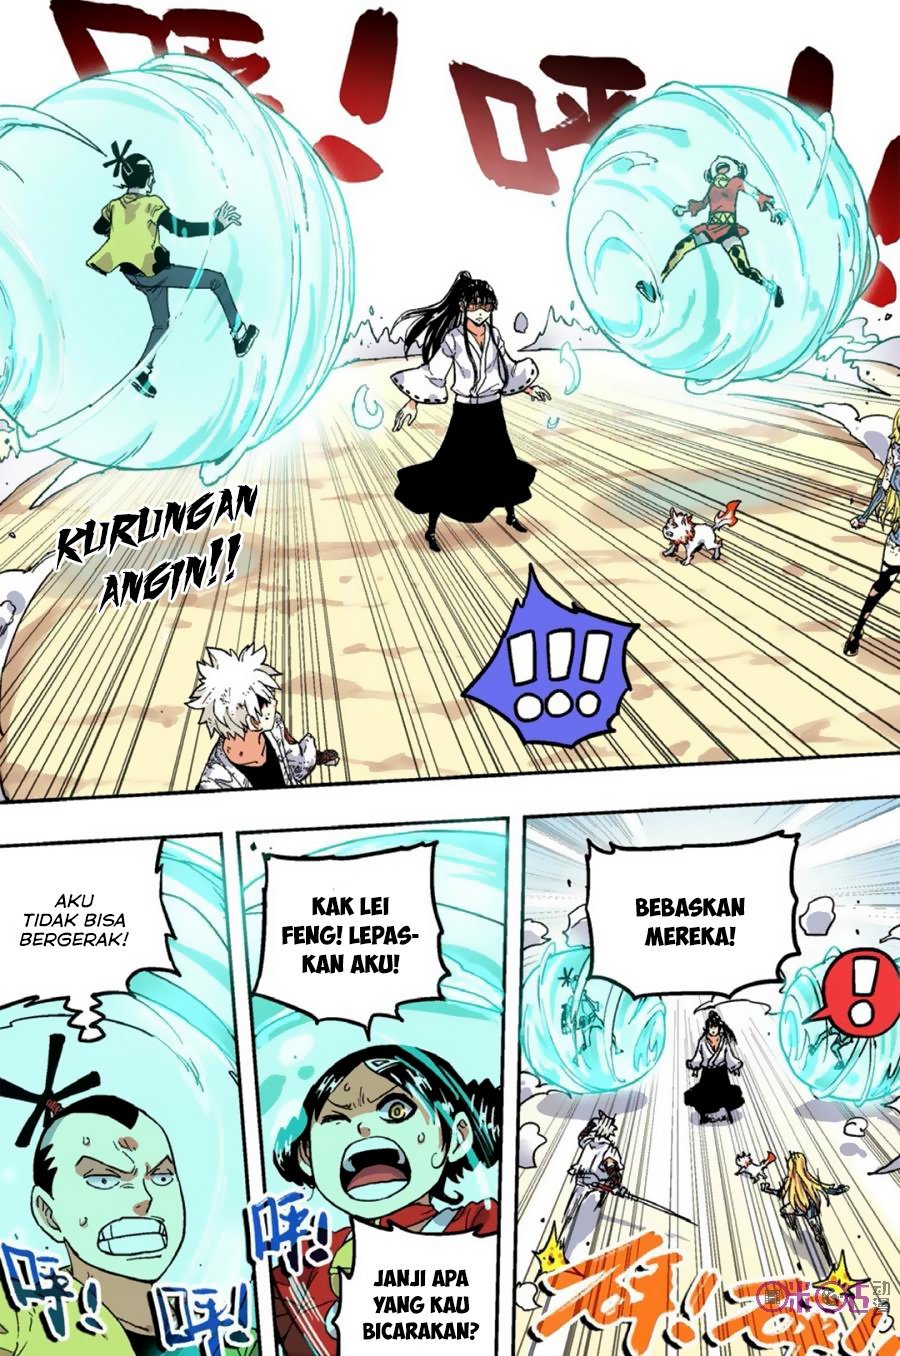 呼! 呼!
KURUNGAN
ANGIN!!
!!!
AKU
TIDAK BISA
BERGERAK!
呼!
呼!
KAK LEI
FENG! LEPAS-
KAN AKU!
呼!
JANJI APA
YANG KAU
BICARAKAN?
BEBASKAN
MEREKA!
!